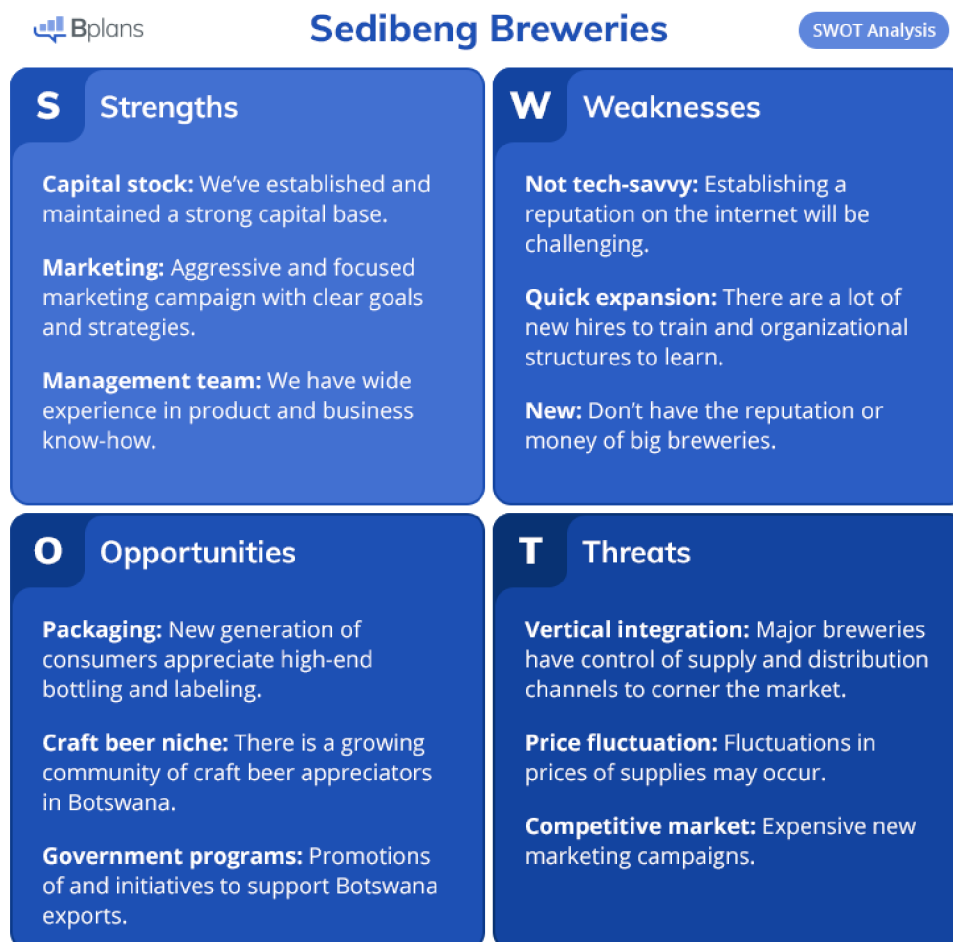 Bplans
Sedibeng Breweries
SWOT Analysis
S
Strengths
Capital stock: We’ve established and
maintained a strong capital base.
Marketing: Aggressive and focused
marketing campaign with clear goals
and strategies.
Management team: We have wide
experience in product and business
know-how.
W
Weaknesses
Not tech-savvy: Establishing a
reputation on the internet will be
challenging.
Quick expansion: There are a lot of
new hires to train and organizational
structures to learn.
New: Don’t have the reputation or
money of big breweries.
O
Opportunities
Packaging: New generation of
consumers appreciate high-end
bottling and labeling.
Craft beer niche: There is a growing
community of craft beer appreciators
in Botswana.
Government programs: Promotions
of and initiatives to support Botswana
exports.
T
Threats
Vertical integration: Major breweries
have control of supply and distribution
channels to corner the market.
Price fluctuation: Fluctuations in
prices of supplies may occur.
Competitive market: Expensive new
marketing campaigns.